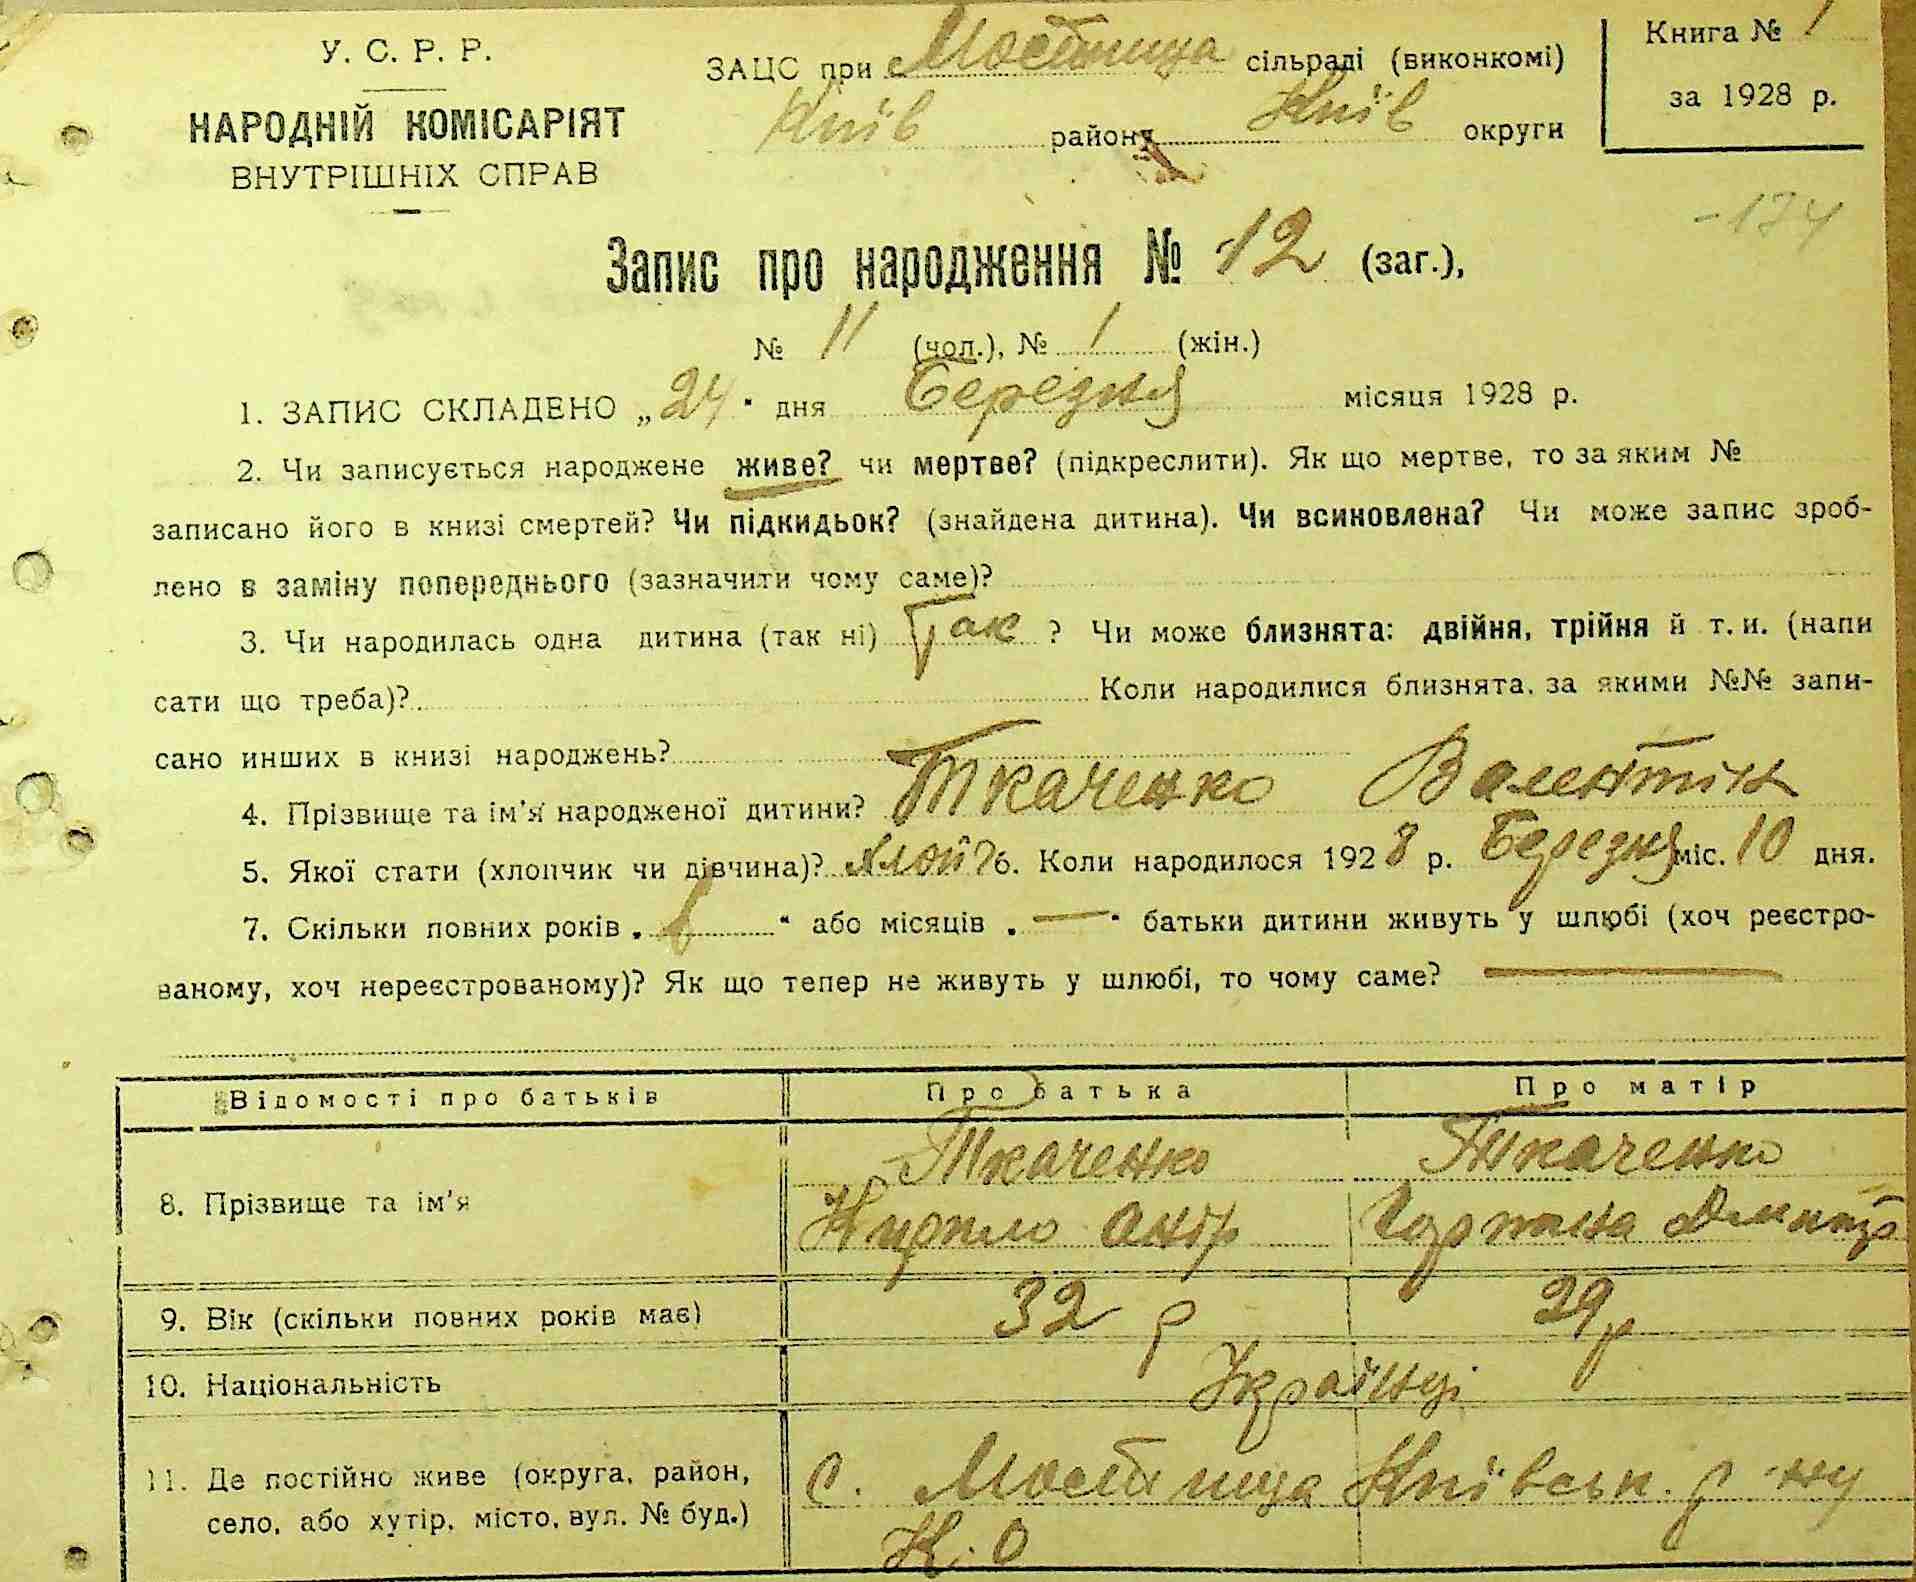 У. С. Р. Р.
НАРОДНІЙ КОМІСАРІЯТ
ВНУТРІШНІХ СПРАВ
ЗАЦС при Мостища сільраді (виконкомі)
Київ району Київ округи
Книга № 1
за 1928 р.
-174
Запис про народження № 12 (заг.),
№ 11 (чол.), № 1 (жін.)
1. ЗАПИС СКЛАДЕНО „24" дня Березня місяця 1928 р.
2. Чи записується народжене живе? чи мертве? (підкреслити). Як що мертве, то за яким №
записано його в книзі смертей? Чи підкидьок? (знайдена дитина). Чи всиновлена? Чи може запис зроб-
лено в заміну попереднього (зазначити чому саме)?
3. Чи народилась одна дитина (так ні) Так ? Чи може близнята: двійня, трійня й т. и. (напи
сати що треба)? Коли народилися близнята, за якими №№ запи-
сано инших в книзі народжень?
4. Прізвище та ім'я народженої дитини? Ткаченко Валентін
5. Якої стати (хлопчик чи дівчина)? 6. Коли народилося 1928 р. Березня міс. 10 дня.
7. Скільки повних років „ " або місяців „ — " батьки дитини живуть у шлюбі (хоч реєстро-
ваному, хоч нереєстрованому)? Як що тепер не живуть у шлюбі, то чому саме? —
Відомості про батьків Про батька Про матір
8. Прізвище та ім'я Ткаченко Кирило Андр Ткаченко Горпина Дмитр
9. Вік (скільки повних років має) 32 р 29 р
10. Національність Українці
11. Де постійно живе (округа, район,
село, або хутір, місто, вул. № буд.) с. Мостища Київськ. р-ну
К. О